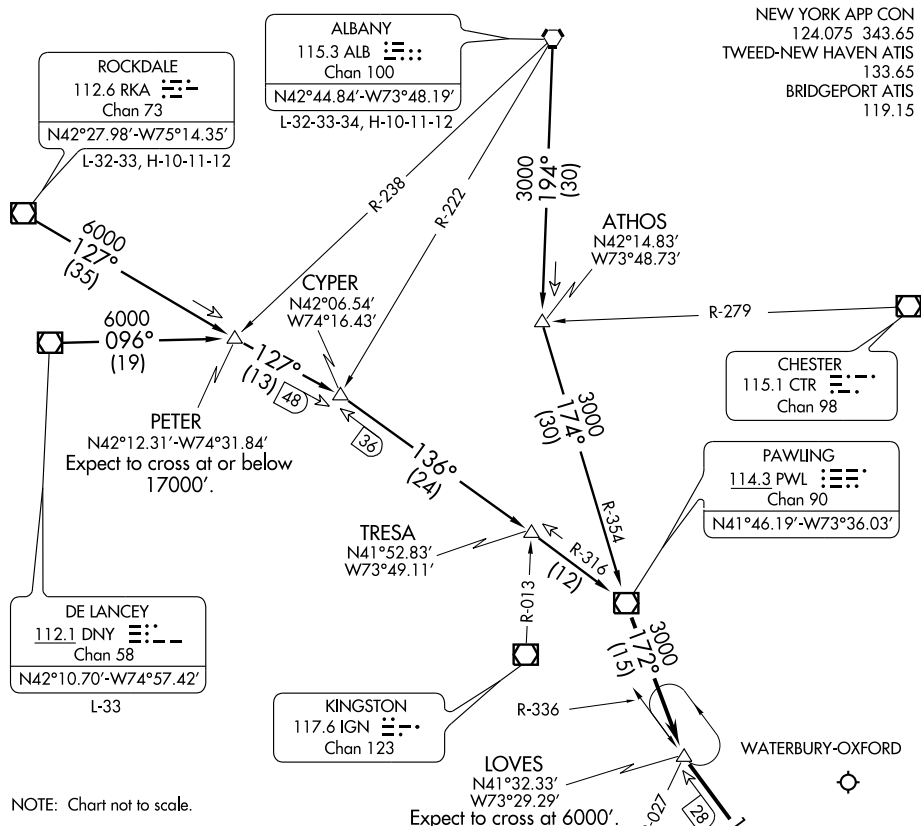 NEW YORK APP CON
124.075 343.65
TWEED-NEW HAVEN ATIS
133.65
BRIDGEPORT ATIS
119.15
ALBANY
115.3 ALB
Chan 100
N42°44.84'-W73°48.19'
L-32-33-34, H-10-11-12
ROCKDALE
112.6 RKA
Chan 73
N42°27.98'-W75°14.35'
L-32-33, H-10-11-12
R-238
R-222
3000
194°
(30)
ATHOS
N42°14.83'
W73°48.73'
6000
127°
(35)
CYPER
N42°06.54'
W74°16.43'
R-279
6000
096°
(19)
127°
(13)
48
36
CHESTER
115.1 CTR
Chan 98
PETER
N42°12.31'-W74°31.84'
Expect to cross at or below
17000'.
3000
174°
(30)
136°
(24)
PAWLING
114.3 PWL
Chan 90
N41°46.19'-W73°36.03'
TRESA
N41°52.83'
W73°49.11'
R-354
R-316
(12)
R-013
DE LANCEY
112.1 DNY
Chan 58
N42°10.70'-W74°57.42'
L-33
3000
172°
(15)
KINGSTON
117.6 IGN
Chan 123
R-336
WATERBURY-OXFORD
LOVES
N41°32.33'
W73°29.29'
Expect to cross at 6000'.
28
NOTE: Chart not to scale.